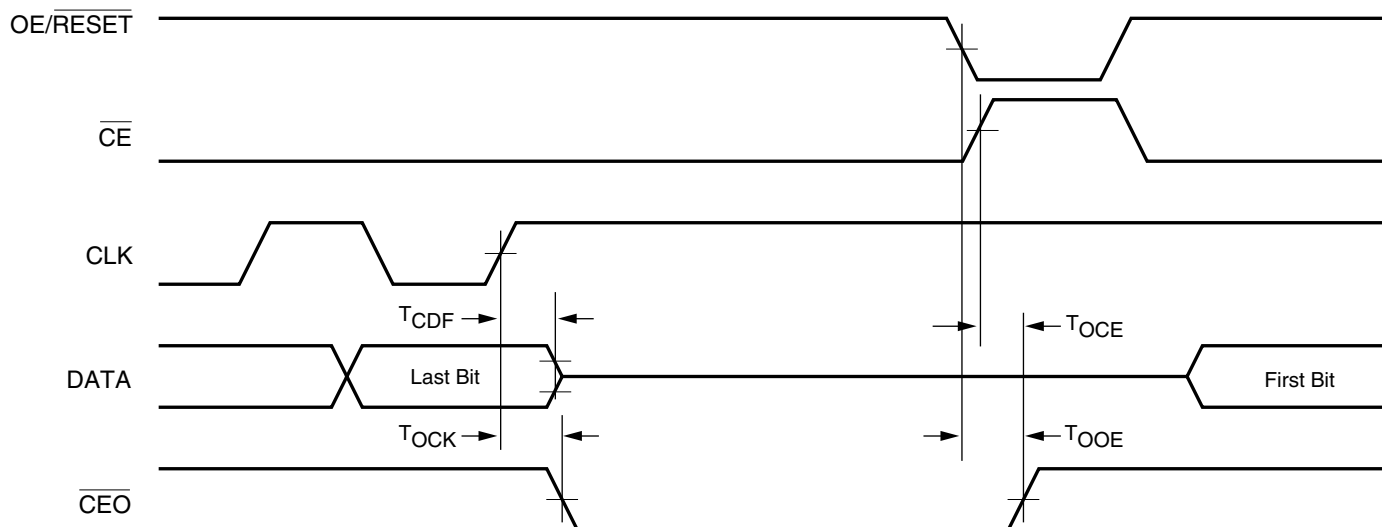 OE/RESET
CE
CLK
TCDF
TOCE
DATA
Last Bit
First Bit
TOCK
TOOE
CEO